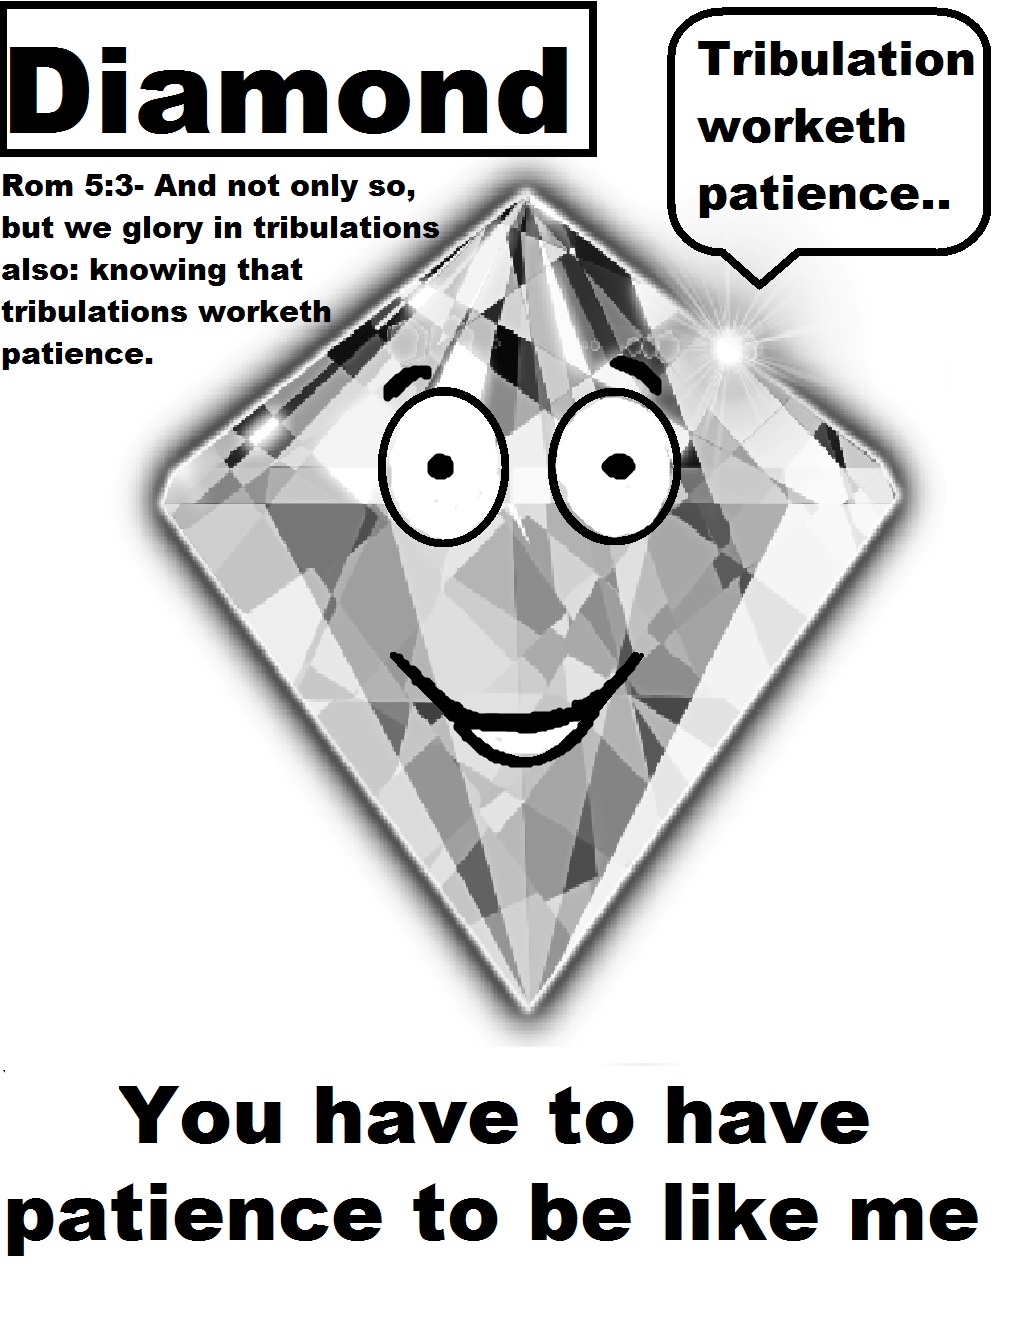 Diamond
Tribulation
worketh
patience..
Rom 5:3- And not only so,
but we glory in tribulations
also: knowing that
tribulations worketh
patience.
You have to have
patience to be like me